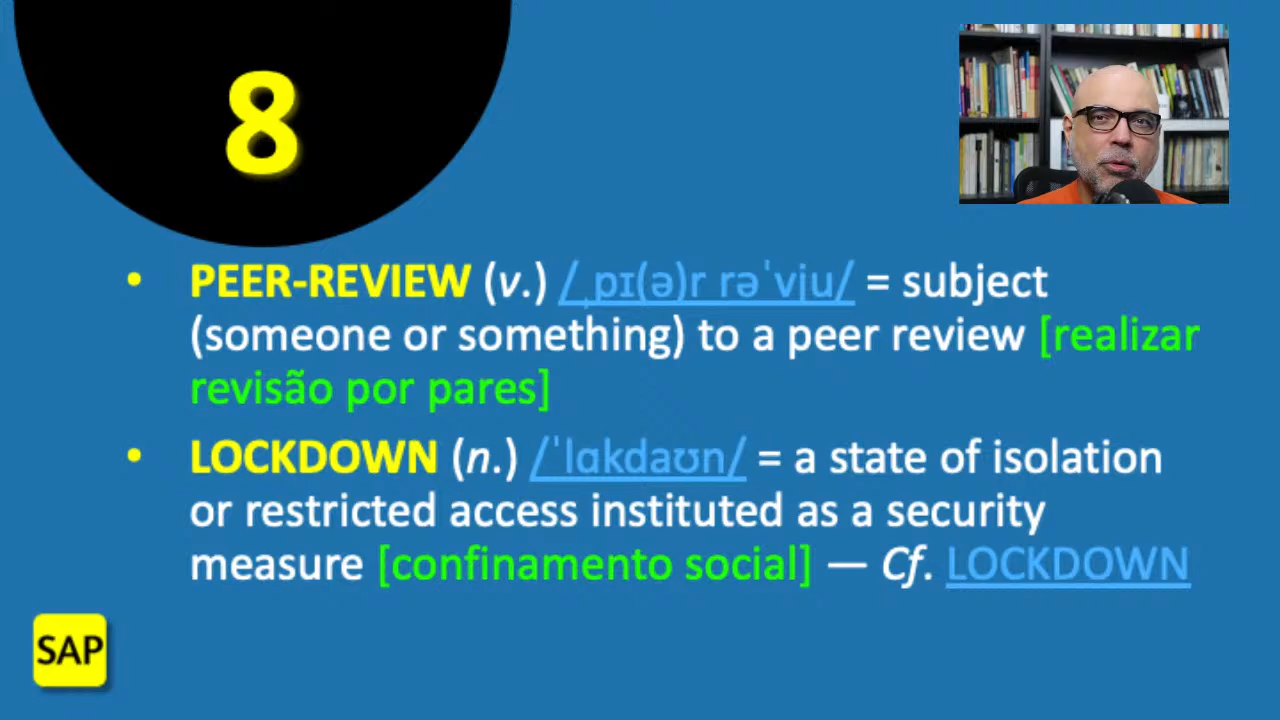 8
• PEER-REVIEW (v.) /ˌpɪ(ə)r rəˈvju/ = subject
(someone or something) to a peer review [realizar
revisão por pares]
• LOCKDOWN (n.) /ˈlɑkdaʊn/ = a state of isolation
or restricted access instituted as a security
measure [confinamento social] — Cf. LOCKDOWN
SAP